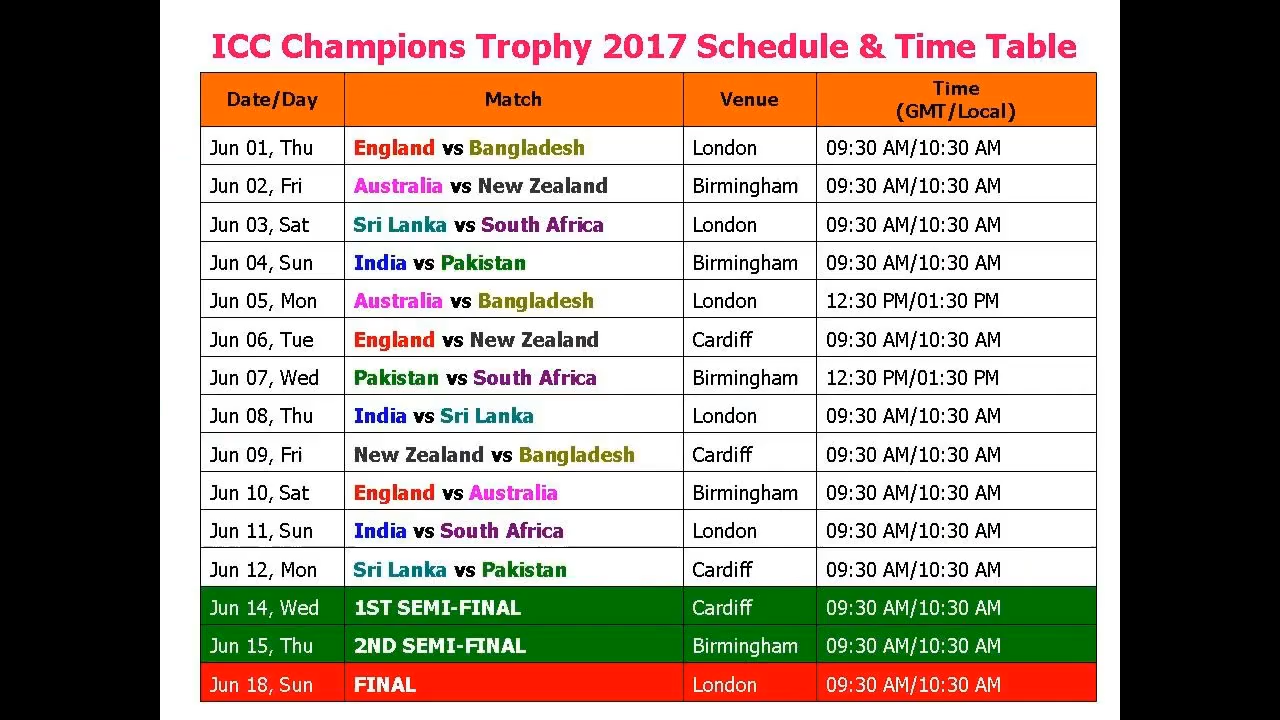 ICC Champions Trophy 2017 Schedule & Time Table
Date/Day Match Venue Time (GMT/Local)
Jun 01, Thu England vs Bangladesh London 09:30 AM/10:30 AM
Jun 02, Fri Australia vs New Zealand Birmingham 09:30 AM/10:30 AM
Jun 03, Sat Sri Lanka vs South Africa London 09:30 AM/10:30 AM
Jun 04, Sun India vs Pakistan Birmingham 09:30 AM/10:30 AM
Jun 05, Mon Australia vs Bangladesh London 12:30 PM/01:30 PM
Jun 06, Tue England vs New Zealand Cardiff 09:30 AM/10:30 AM
Jun 07, Wed Pakistan vs South Africa Birmingham 12:30 PM/01:30 PM
Jun 08, Thu India vs Sri Lanka London 09:30 AM/10:30 AM
Jun 09, Fri New Zealand vs Bangladesh Cardiff 09:30 AM/10:30 AM
Jun 10, Sat England vs Australia Birmingham 09:30 AM/10:30 AM
Jun 11, Sun India vs South Africa London 09:30 AM/10:30 AM
Jun 12, Mon Sri Lanka vs Pakistan Cardiff 09:30 AM/10:30 AM
Jun 14, Wed 1ST SEMI-FINAL Cardiff 09:30 AM/10:30 AM
Jun 15, Thu 2ND SEMI-FINAL Birmingham 09:30 AM/10:30 AM
Jun 18, Sun FINAL London 09:30 AM/10:30 AM